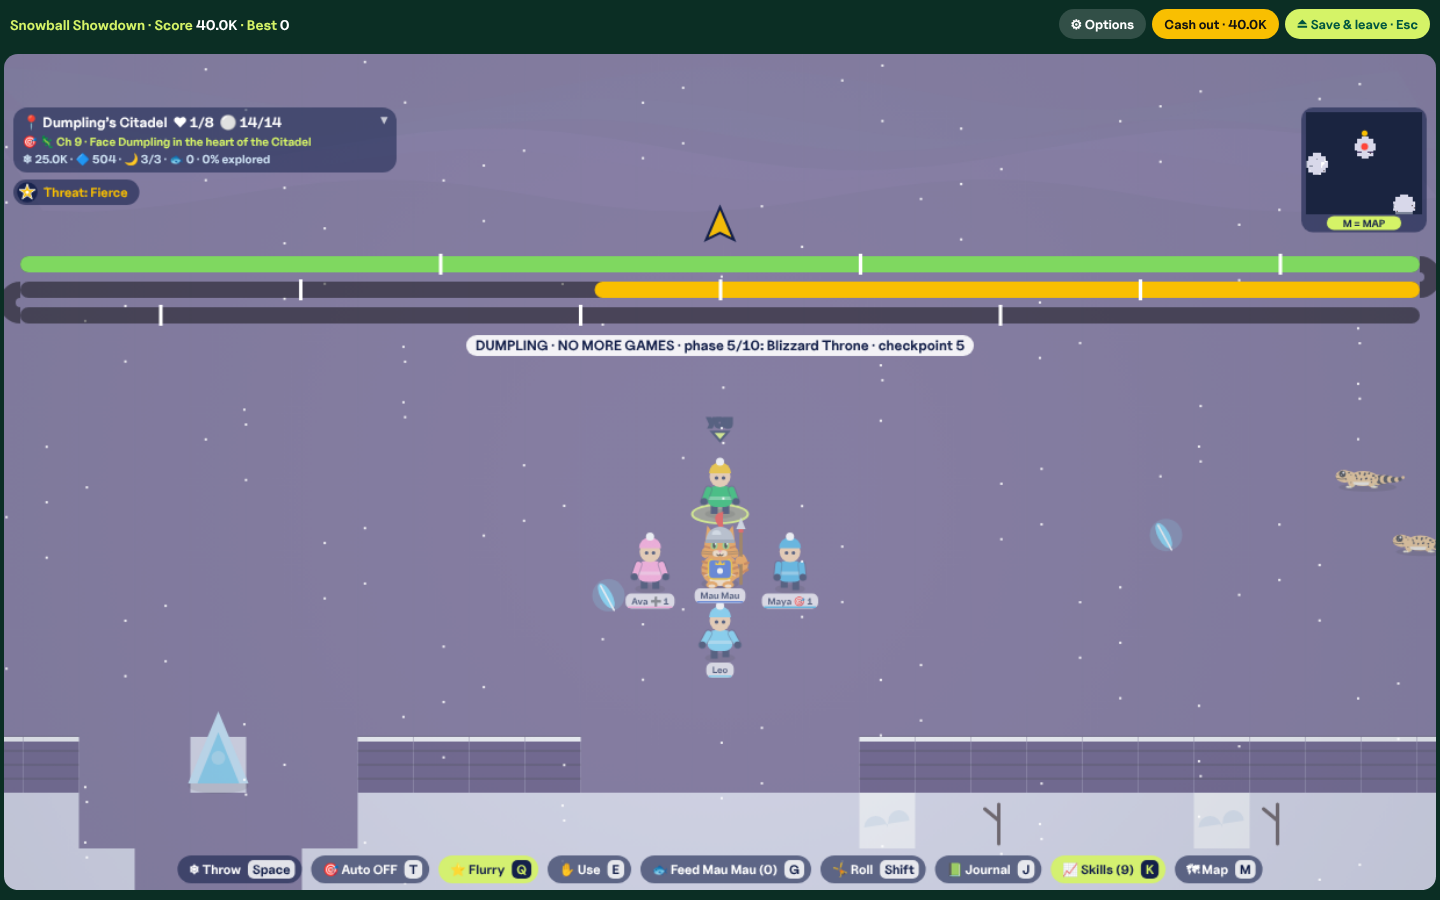 Snowball Showdown · Score 40.0K · Best 0
⚙ Options
Cash out · 40.0K
⏏ Save & leave · Esc
📍 Dumpling's Citadel ♥ 1/8 ⚪ 14/14 ▼
🎯 🦎 Ch 9 · Face Dumpling in the heart of the Citadel
❄ 25.0K · 🔷 504 · 🌙 3/3 · 🐟 0 · 0% explored
⭐ Threat: Fierce
M = MAP
DUMPLING · NO MORE GAMES · phase 5/10: Blizzard Throne · checkpoint 5
Ava ➕ 1
Mau Mau
Maya 🎯 1
Leo
❄ Throw Space
🎯 Auto OFF T
⭐ Flurry Q
✋ Use E
🐟 Feed Mau Mau (0) G
🤸 Roll Shift
📗 Journal J
📈 Skills (9) K
🗺 Map M